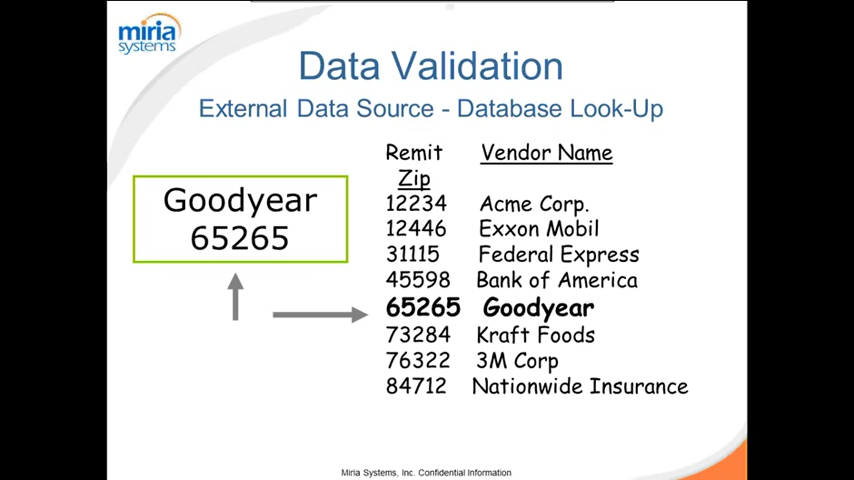 miria
systems
Data Validation
External Data Source - Database Look-Up
Goodyear
65265
Remit Vendor Name
Zip
12234 Acme Corp.
12446 Exxon Mobil
31115 Federal Express
45598 Bank of America
65265 Goodyear
73284 Kraft Foods
76322 3M Corp
84712 Nationwide Insurance
Miria Systems, Inc. Confidential Information